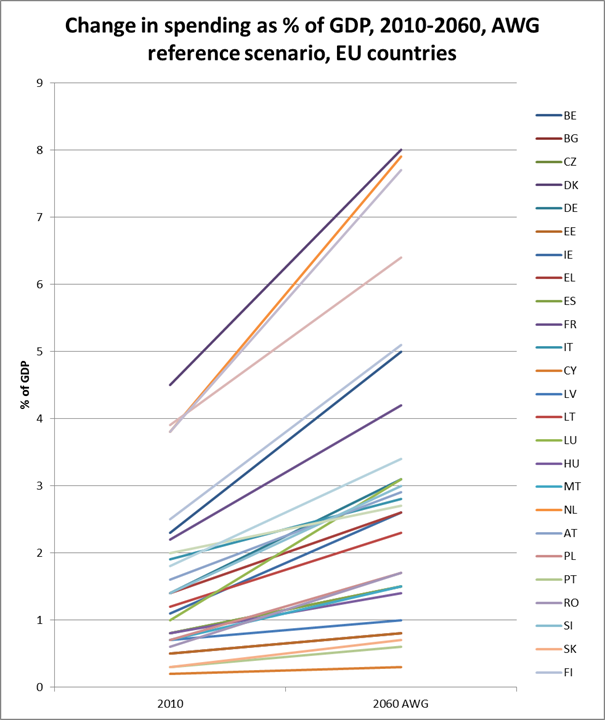 Change in spending as % of GDP, 2010-2060, AWG
reference scenario, EU countries
9
8
7
6
5
4
3
2
1
0
% of GDP
2010
2060 AWG
BE
BG
CZ
DK
DE
EE
IE
EL
ES
FR
IT
CY
LV
LT
LU
HU
MT
NL
AT
PL
PT
RO
SI
SK
FI